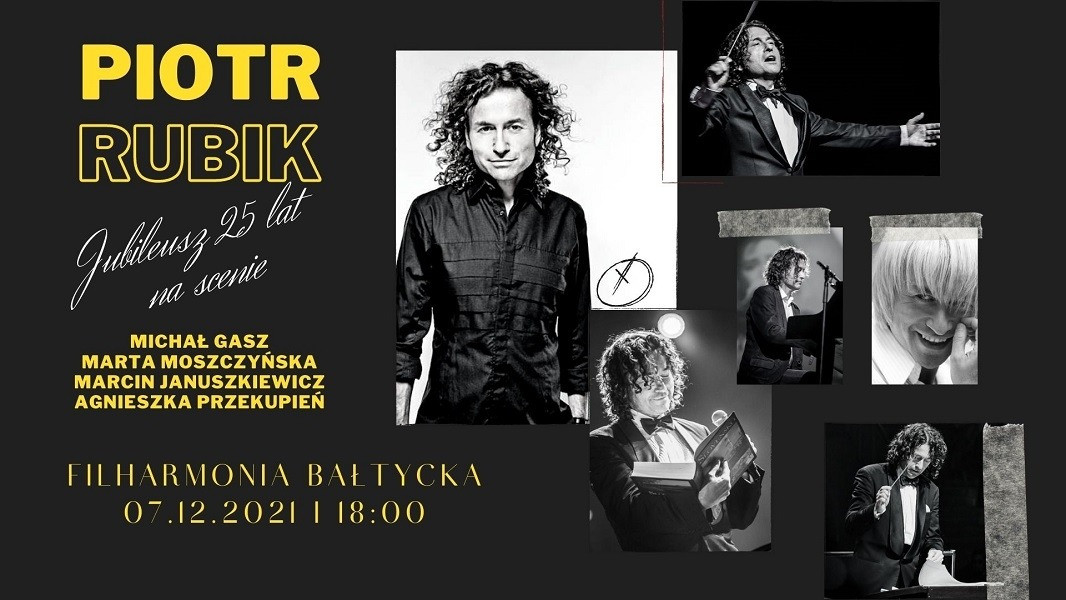 PIOTR
RUBIK
Jubileusz 25 lat
na scenie
MICHAŁ GASZ
MARTA MOSZCZYŃSKA
MARCIN JANUSZKIEWICZ
AGNIESZKA PRZEKUPIEŃ
FILHARMONIA BAŁTYCKA
07.12.2021 | 18:00